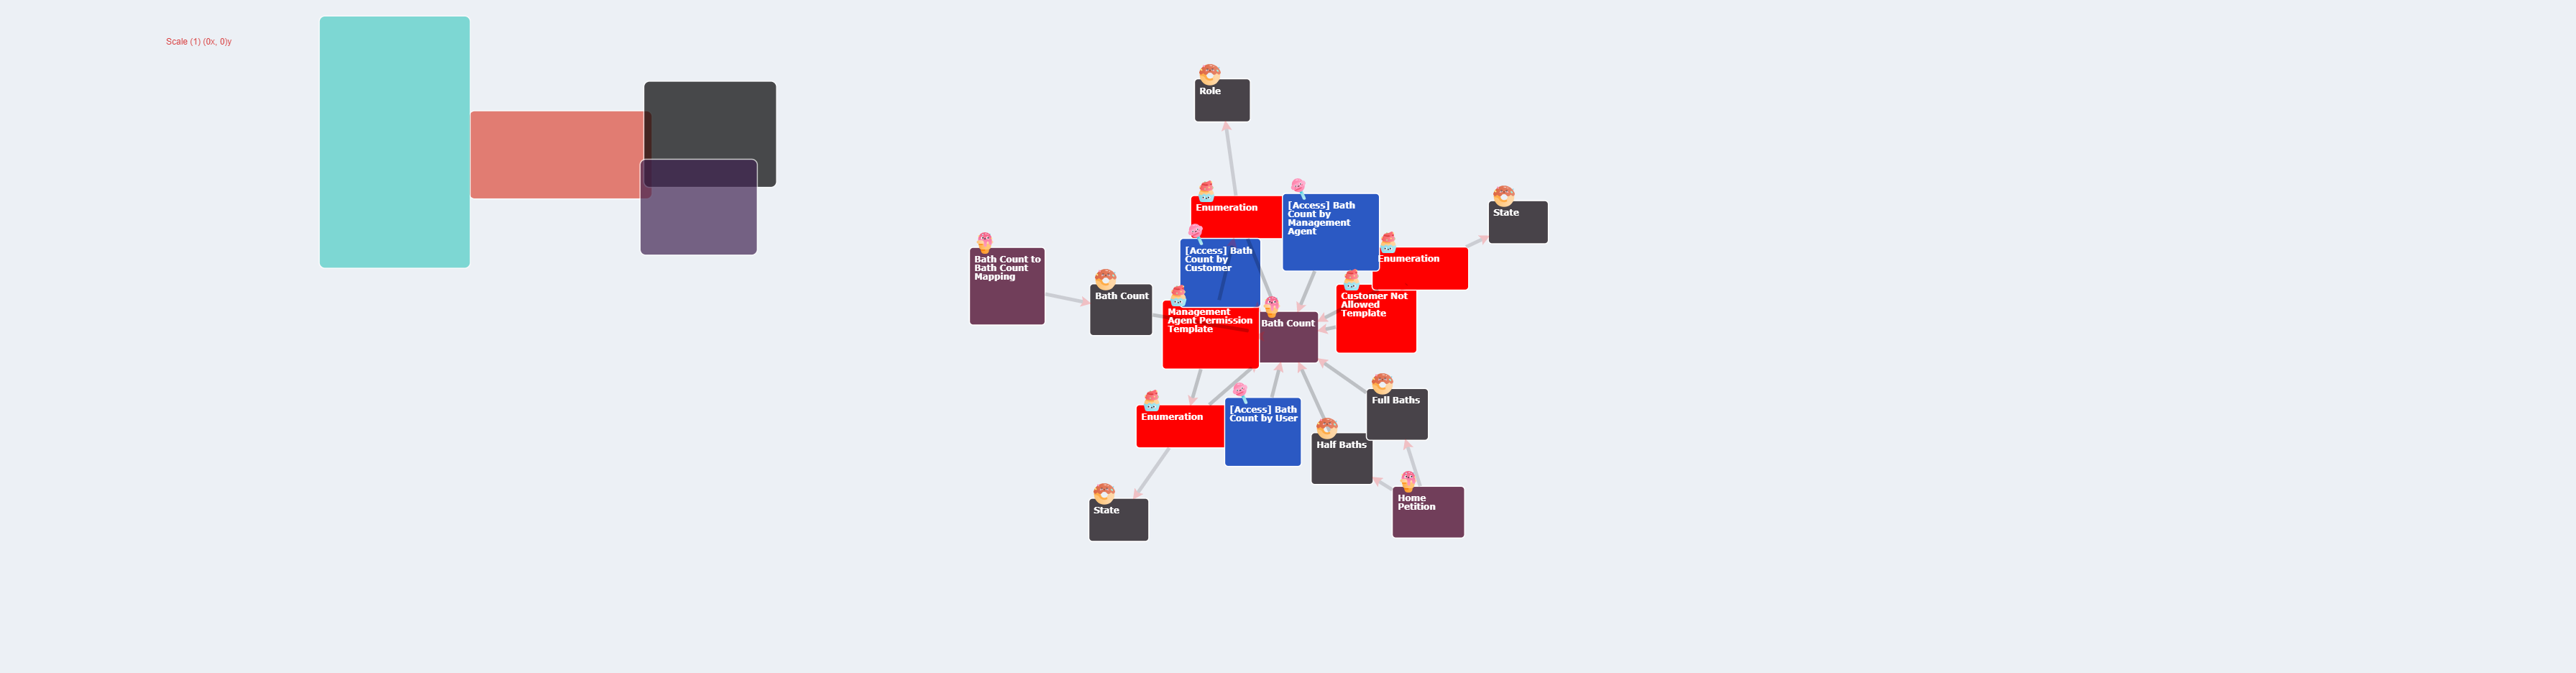 Scale (1) (0x, 0)y
Role
Enumeration
[Access] Bath
Count by
Management
Agent
State
[Access] Bath
Count by
Customer
Enumeration
Bath Count to
Bath Count
Mapping
Bath Count
Management
Agent Permission
Template
Bath Count
Customer Not
Allowed
Template
Enumeration
[Access] Bath
Count by User
Full Baths
Half Baths
Home
Petition
State